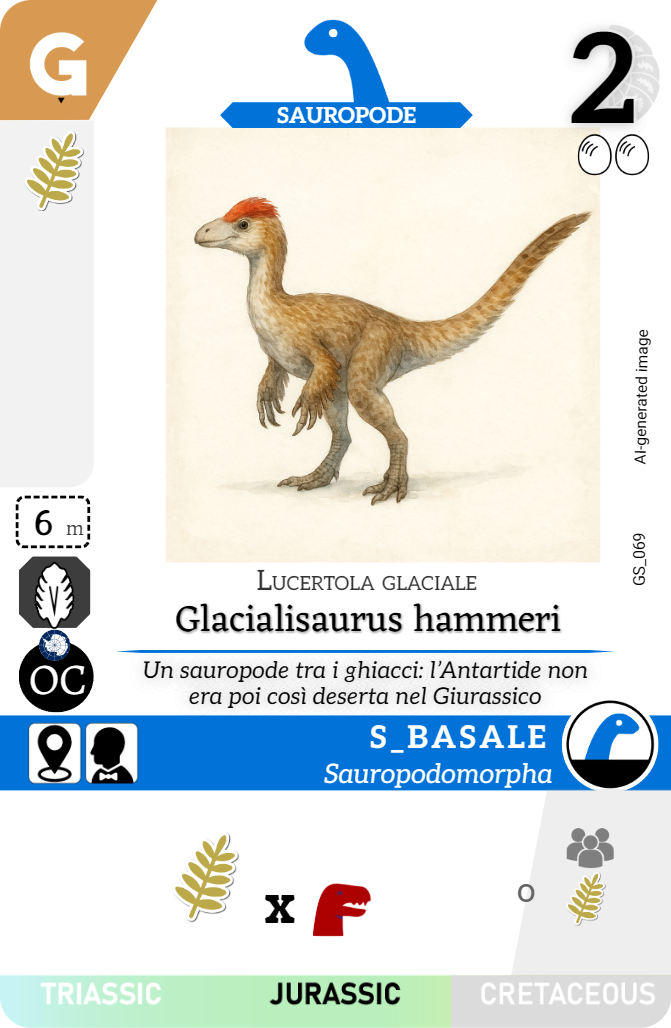 G
SAUROPODE
2
AI-generated image
GS_069
6 m
OC
Lucertola glaciale
Glacialisaurus hammeri
Un sauropode tra i ghiacci: l'Antartide non
era poi così deserta nel Giurassico
S_BASALE
Sauropodomorpha
x
o
TRIASSIC
JURASSIC
CRETACEOUS